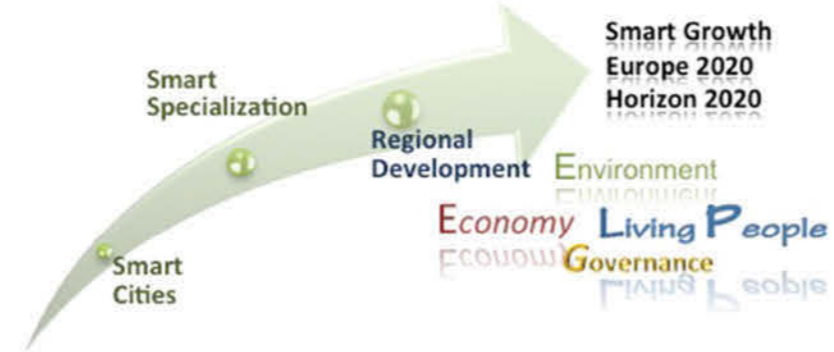 Smart Growth
Europe 2020
Horizon 2020
Smart
Specialization
Regional
Development
Environment
Economy Living People
Governance
Smart
Cities